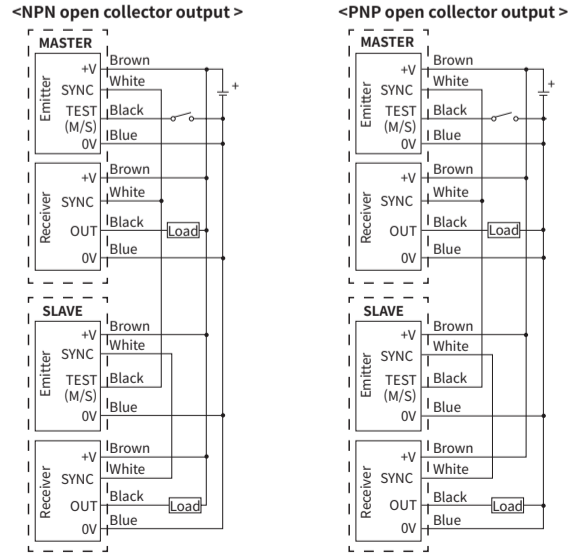 <NPN open collector output >
MASTER
Emitter
+V Brown
SYNC White
+
TEST Black
(M/S)
0V Blue
Receiver
+V Brown
SYNC White
OUT Black Load
0V Blue
SLAVE
Emitter
+V Brown
SYNC White
TEST Black
(M/S)
0V Blue
Receiver
+V Brown
SYNC White
OUT Black Load
0V Blue
<PNP open collector output >
MASTER
Emitter
+V Brown
SYNC White
+
TEST Black
(M/S)
0V Blue
Receiver
+V Brown
SYNC White
OUT Black Load
0V Blue
SLAVE
Emitter
+V Brown
SYNC White
TEST Black
(M/S)
0V Blue
Receiver
+V Brown
SYNC White
OUT Black Load
0V Blue